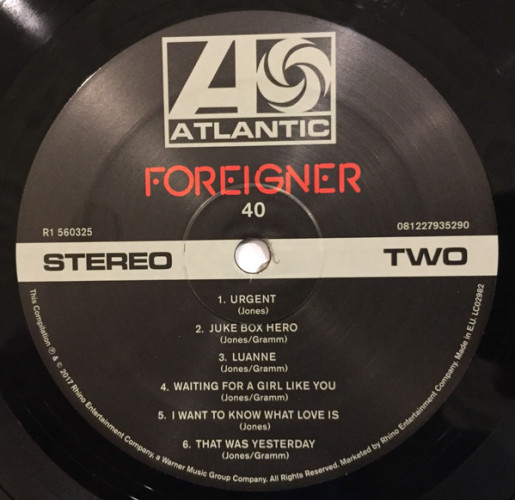 ATLANTIC
FOREIGNER
40
R1 560325
081227935290
STEREO
TWO
1. URGENT
(Jones)
2. JUKE BOX HERO
(Jones/Gramm)
3. LUANNE
(Jones/Gramm)
4. WAITING FOR A GIRL LIKE YOU
(Jones/Gramm)
5. I WANT TO KNOW WHAT LOVE IS
(Jones)
6. THAT WAS YESTERDAY
(Jones/Gramm)
This Compilation ℗ & © 2017 Rhino Entertainment Company, a Warner Music Group Company. All Rights Reserved. Marketed by Rhino Entertainment Company. Made in E.U. LC02982